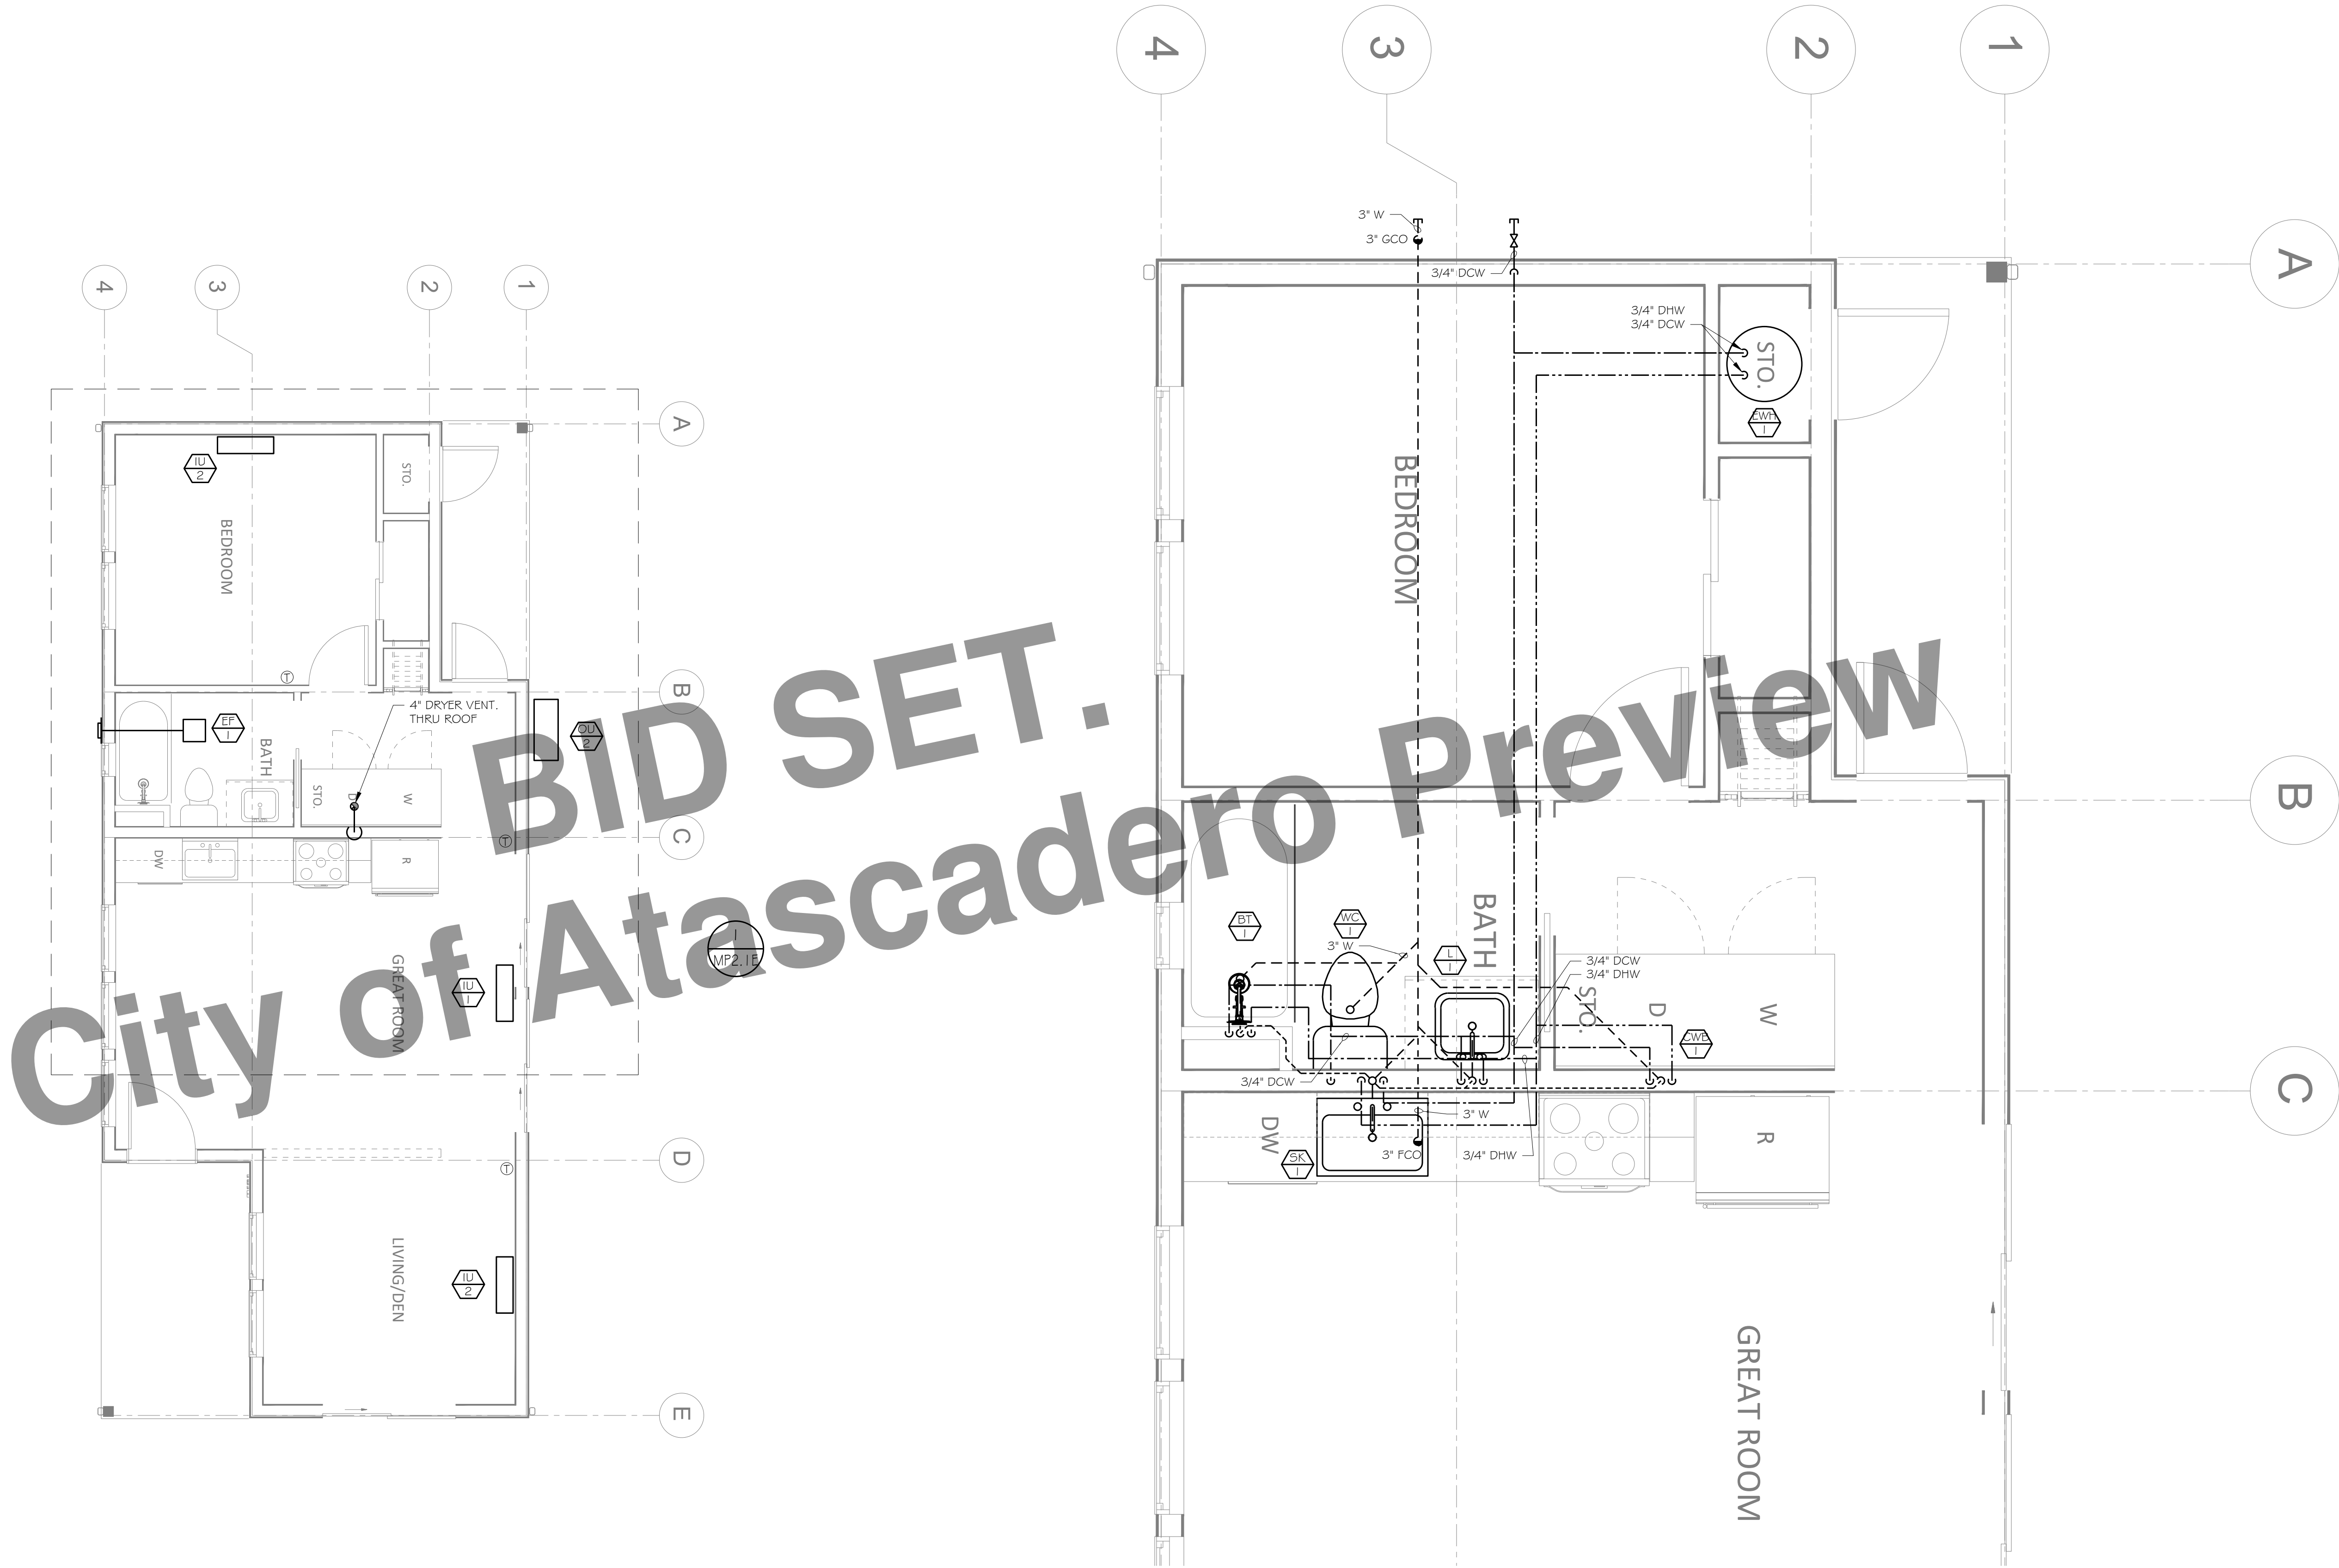 4
3
2
1
A
B
C
D
E
IU
2
STO.
BEDROOM
T
EF
1
BATH
4" DRYER VENT.
THRU ROOF
OU
2
STO.
D
W
T
DW
R
GREAT ROOM
IU
1
1
MP2.1E
T
LIVING/DEN
IU
2
4
3
2
1
A
B
C
3" W
3" GCO
3/4" DCW
3/4" DHW
3/4" DCW
STO.
EWH
1
BEDROOM
BT
1
WC
1
3" W
L
1
BATH
3/4" DCW
3/4" DHW
STO.
D
W
CWB
1
3/4" DCW
3" W
DW
SK
1
3" FCO
3/4" DHW
R
GREAT ROOM
BID SET.
City of Atascadero Preview